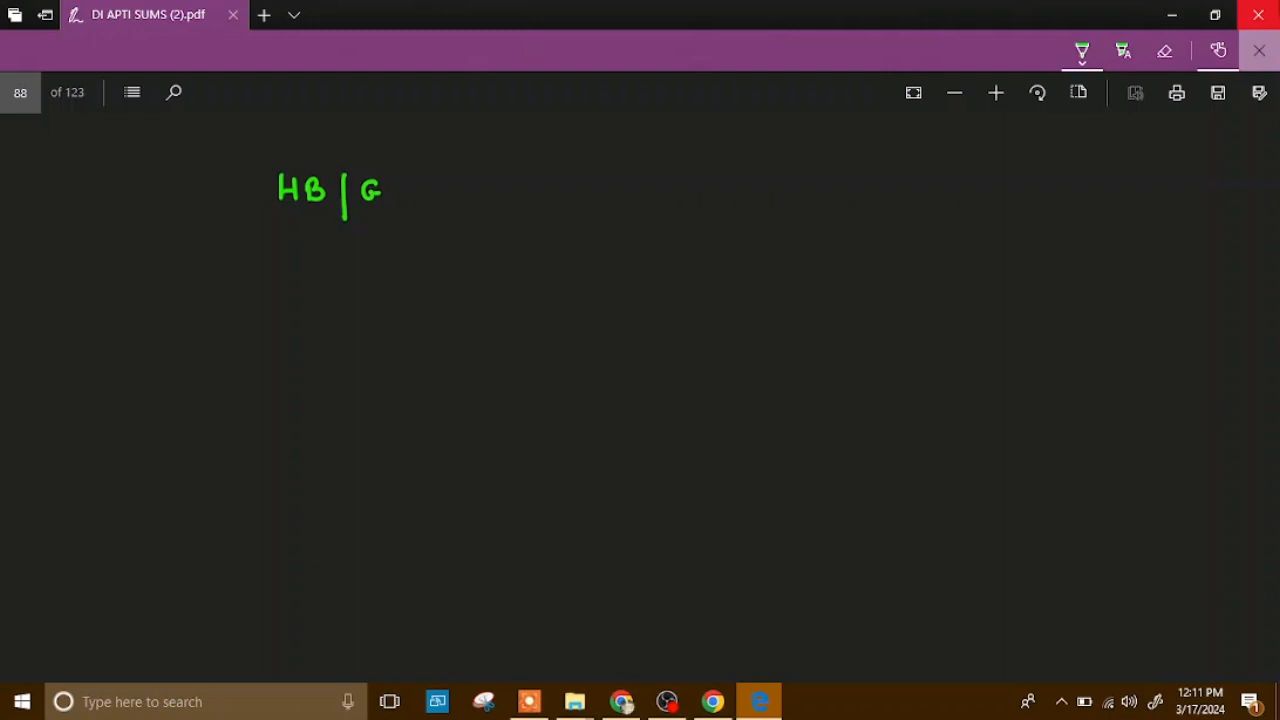 DI APTI SUMS (2).pdf
88 of 123
HB | G
Type here to search
12:11 PM
3/17/2024
1